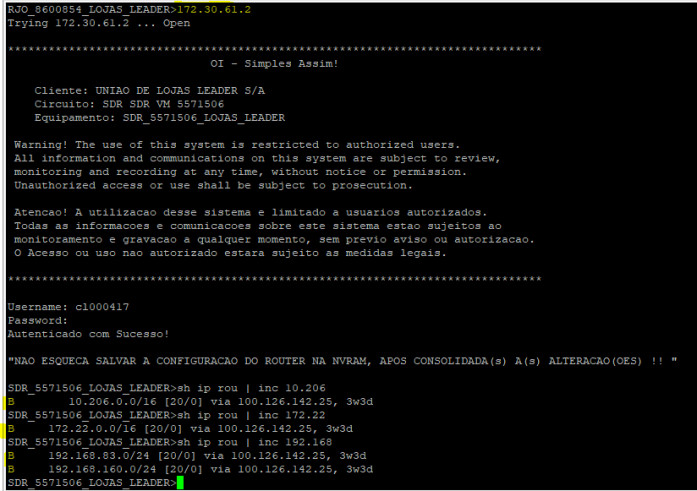 RJO_8600854_LOJAS_LEADER>172.30.61.2
Trying 172.30.61.2 ... Open
*******************************************************************************
OI - Simples Assim!
Cliente: UNIAO DE LOJAS LEADER S/A
Circuito: SDR SDR VM 5571506
Equipamento: SDR_5571506_LOJAS_LEADER
Warning! The use of this system is restricted to authorized users.
All information and communications on this system are subject to review,
monitoring and recording at any time, without notice or permission.
Unauthorized access or use shall be subject to prosecution.
Atencao! A utilizacao desse sistema e limitado a usuarios autorizados.
Todas as informacoes e comunicacoes sobre este sistema estao sujeitos ao
monitoramento e gravacao a qualquer momento, sem previo aviso ou autorizacao.
O Acesso ou uso nao autorizado estara sujeito as medidas legais.
*******************************************************************************
Username: cl000417
Password:
Autenticado com Sucesso!
"NAO ESQUECA SALVAR A CONFIGURACAO DO ROUTER NA NVRAM, APOS CONSOLIDADA(s) A(s) ALTERACAO(OES) !! "
SDR_5571506_LOJAS_LEADER>sh ip rou | inc 10.206
B 10.206.0.0/16 [20/0] via 100.126.142.25, 3w3d
SDR_5571506_LOJAS_LEADER>sh ip rou | inc 172.22
B 172.22.0.0/16 [20/0] via 100.126.142.25, 3w3d
SDR_5571506_LOJAS_LEADER>sh ip rou | inc 192.168
B 192.168.83.0/24 [20/0] via 100.126.142.25, 3w3d
B 192.168.160.0/24 [20/0] via 100.126.142.25, 3w3d
SDR_5571506_LOJAS_LEADER>